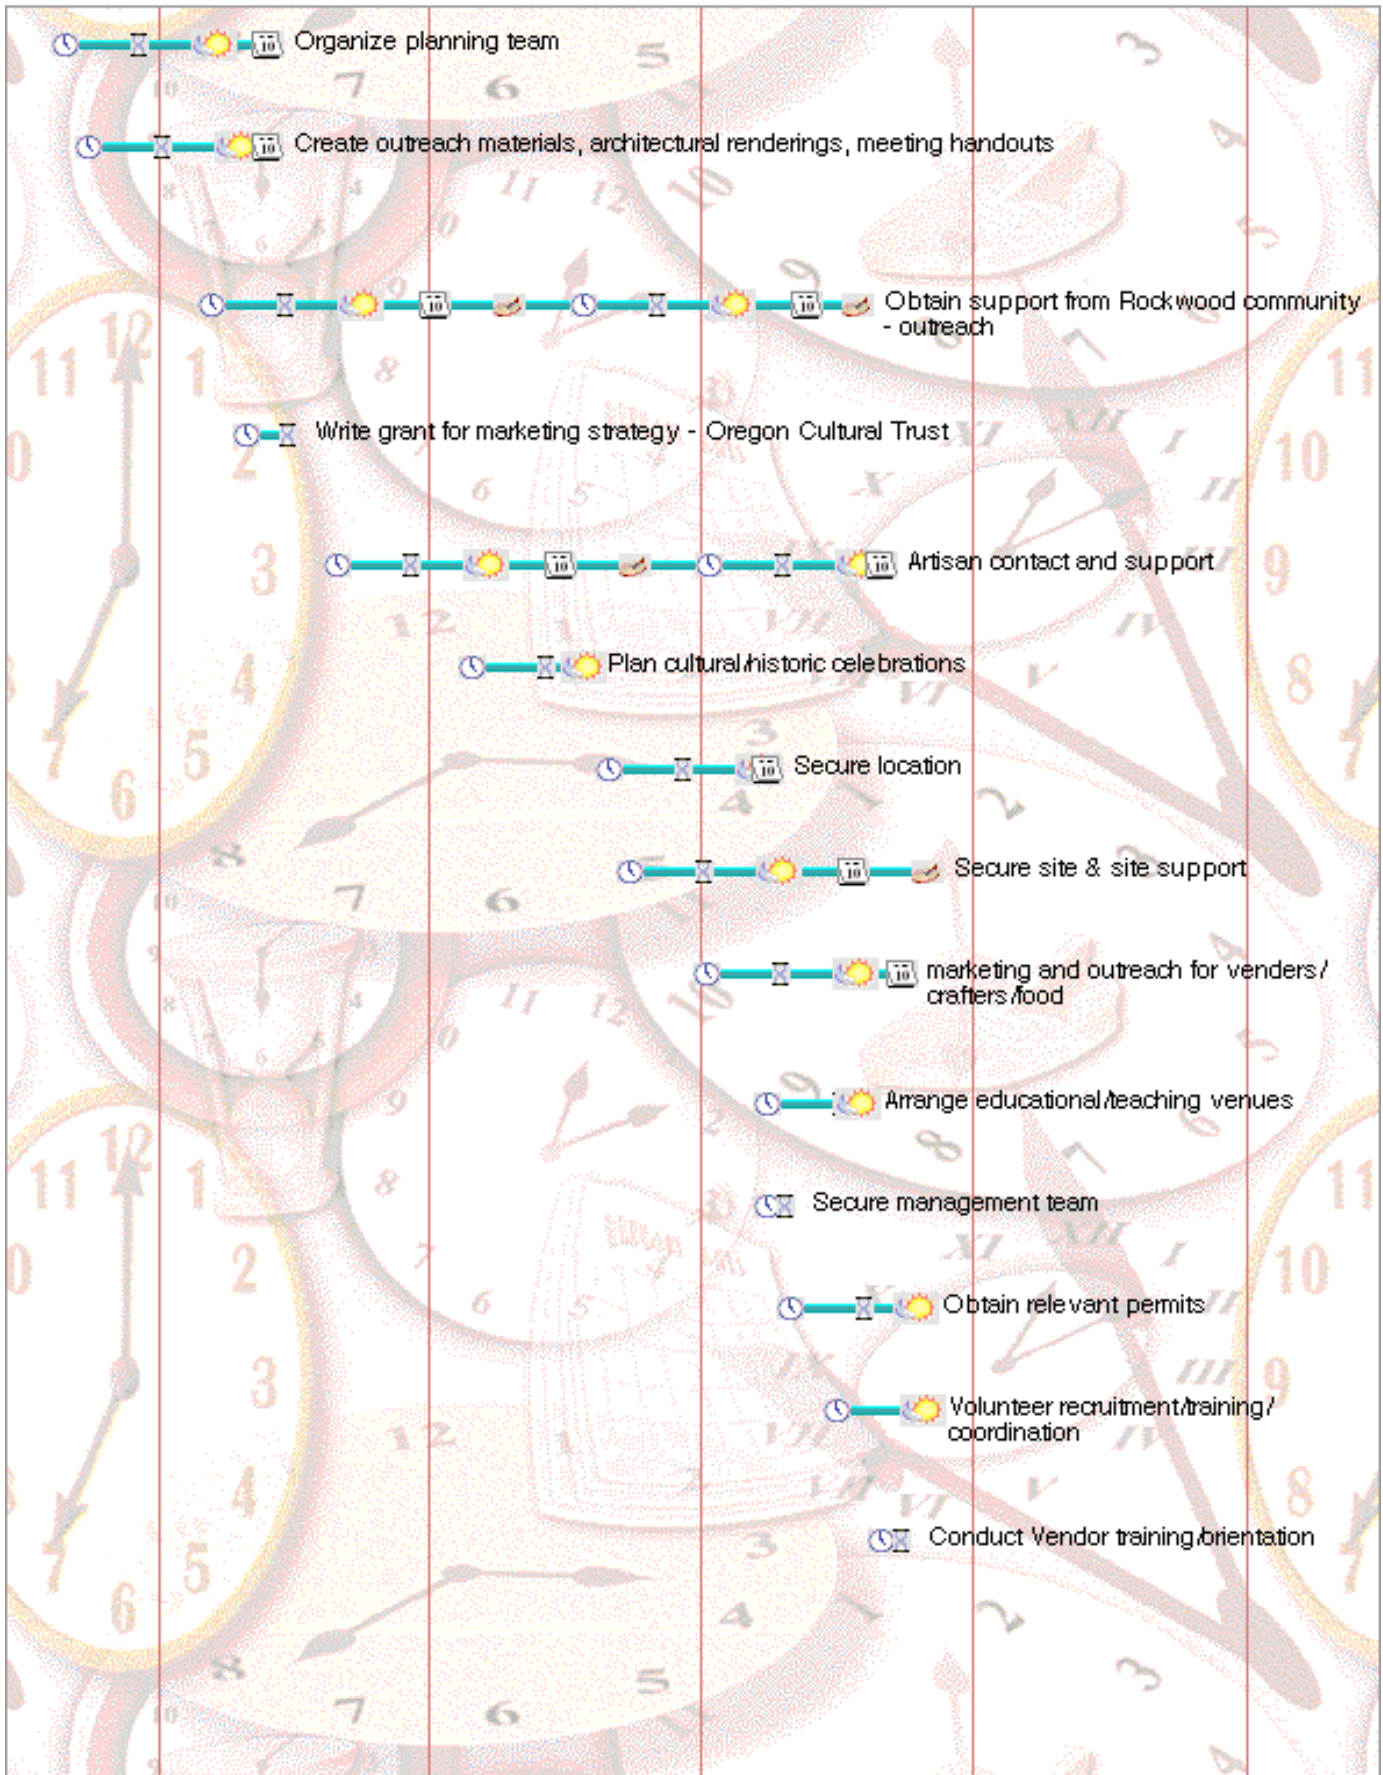 Organize planning team
Create outreach materials, architectural renderings, meeting handouts
Obtain support from Rockwood community
- outreach
Write grant for marketing strategy - Oregon Cultural Trust
Artisan contact and support
Plan cultural/historic celebrations
Secure location
Secure site & site support
marketing and outreach for venders/
crafters/food
Arrange educational/teaching venues
Secure management team
Obtain relevant permits
Volunteer recruitment/training/
coordination
Conduct Vendor training/orientation